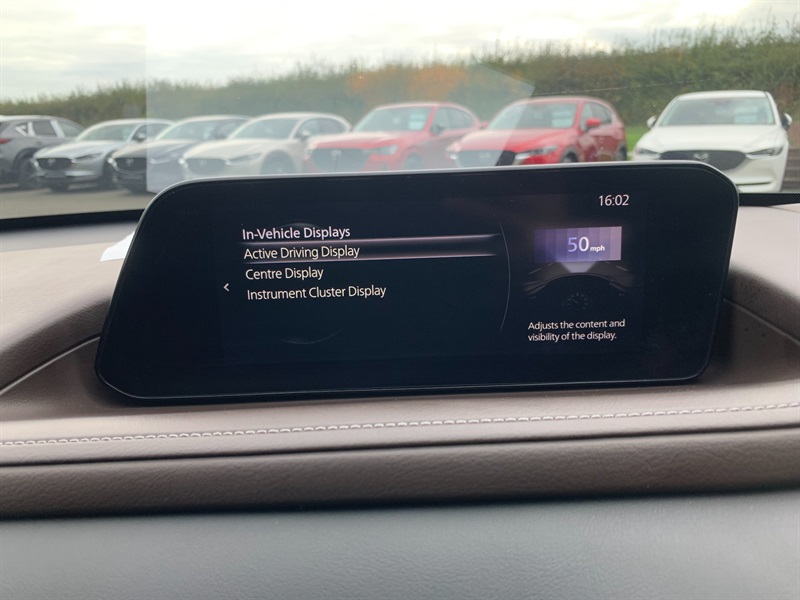 16:02
In-Vehicle Displays
Active Driving Display
Centre Display
Instrument Cluster Display
50 mph
Adjusts the content and
visibility of the display.